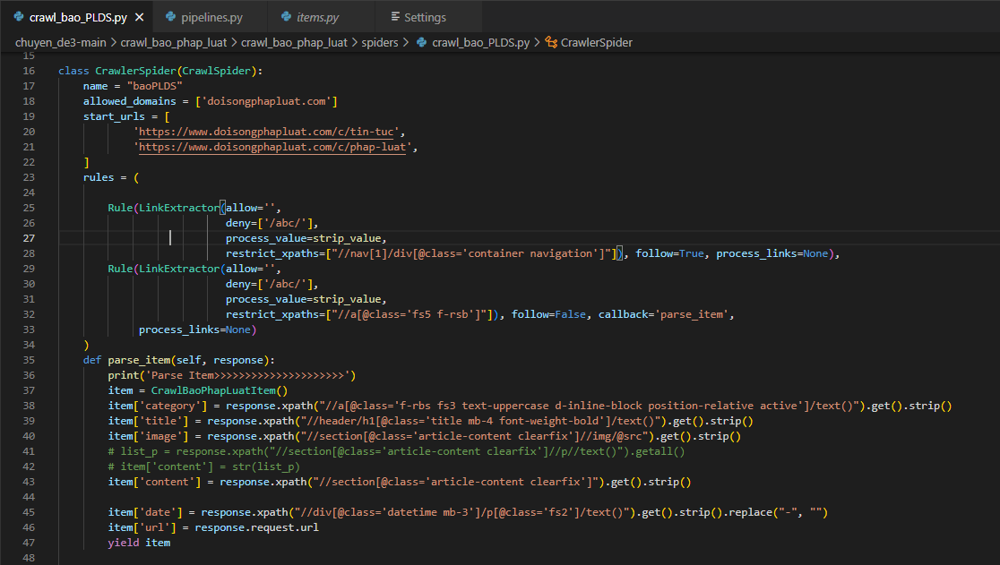 crawl_bao_PLDS.py pipelines.py items.py Settings
chuyen_de3-main > crawl_bao_phap_luat > crawl_bao_phap_luat > spiders > crawl_bao_PLDS.py > CrawlerSpider
15
16 class CrawlerSpider(CrawlSpider):
17 name = "baoPLDS"
18 allowed_domains = ['doisongphapluat.com']
19 start_urls = [
20 'https://www.doisongphapluat.com/c/tin-tuc',
21 'https://www.doisongphapluat.com/c/phap-luat',
22 ]
23 rules = (
24
25 Rule(LinkExtractor(allow='',
26 deny=['/abc/'],
27 process_value=strip_value,
28 restrict_xpaths=["//nav[1]/div[@class='container navigation']"]), follow=True, process_links=None),
29 Rule(LinkExtractor(allow='',
30 deny=['/abc/'],
31 process_value=strip_value,
32 restrict_xpaths=["//a[@class='fs5 f-rsb']"]), follow=False, callback='parse_item',
33 process_links=None)
34 )
35 def parse_item(self, response):
36 print('Parse Item>>>>>>>>>>>>>>>>>>>>>')
37 item = CrawlBaoPhapLuatItem()
38 item['category'] = response.xpath("//a[@class='f-rbs fs3 text-uppercase d-inline-block position-relative active']/text()").get().strip()
39 item['title'] = response.xpath("//header/h1[@class='title mb-4 font-weight-bold']/text()").get().strip()
40 item['image'] = response.xpath("//section[@class='article-content clearfix']//img/@src").get().strip()
41 # list_p = response.xpath("//section[@class='article-content clearfix']//p//text()").getall()
42 # item['content'] = str(list_p)
43 item['content'] = response.xpath("//section[@class='article-content clearfix']").get().strip()
44
45 item['date'] = response.xpath("//div[@class='datetime mb-3']/p[@class='fs2']/text()").get().strip().replace("-", "")
46 item['url'] = response.request.url
47 yield item
48